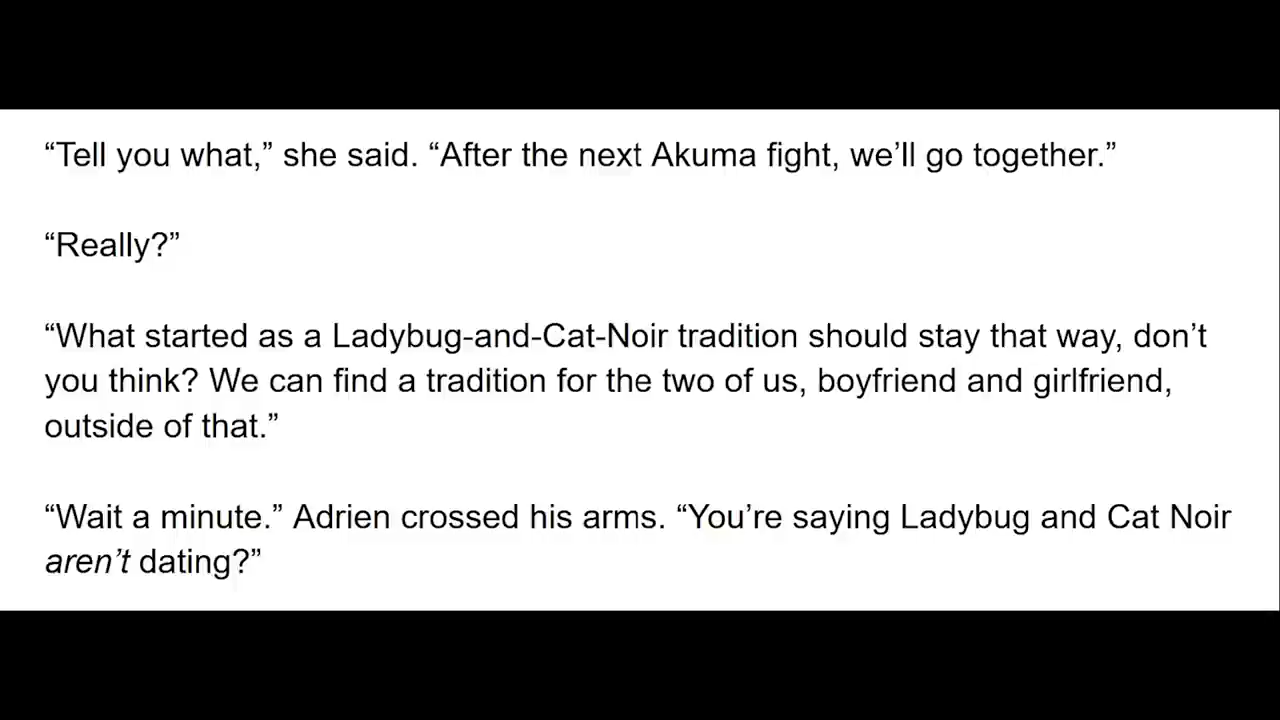 “Tell you what,” she said. “After the next Akuma fight, we’ll go together.”
“Really?”
“What started as a Ladybug-and-Cat-Noir tradition should stay that way, don’t
you think? We can find a tradition for the two of us, boyfriend and girlfriend,
outside of that.”
“Wait a minute.” Adrien crossed his arms. “You’re saying Ladybug and Cat Noir
aren’t dating?”